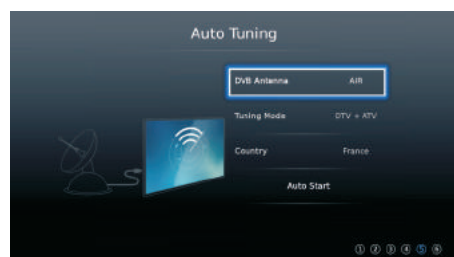 Auto Tuning
DVB Antenna AIR
Tuning Mode DTV + ATV
Country France
Auto Start
① ② ③ ④ ⑤ ⑥